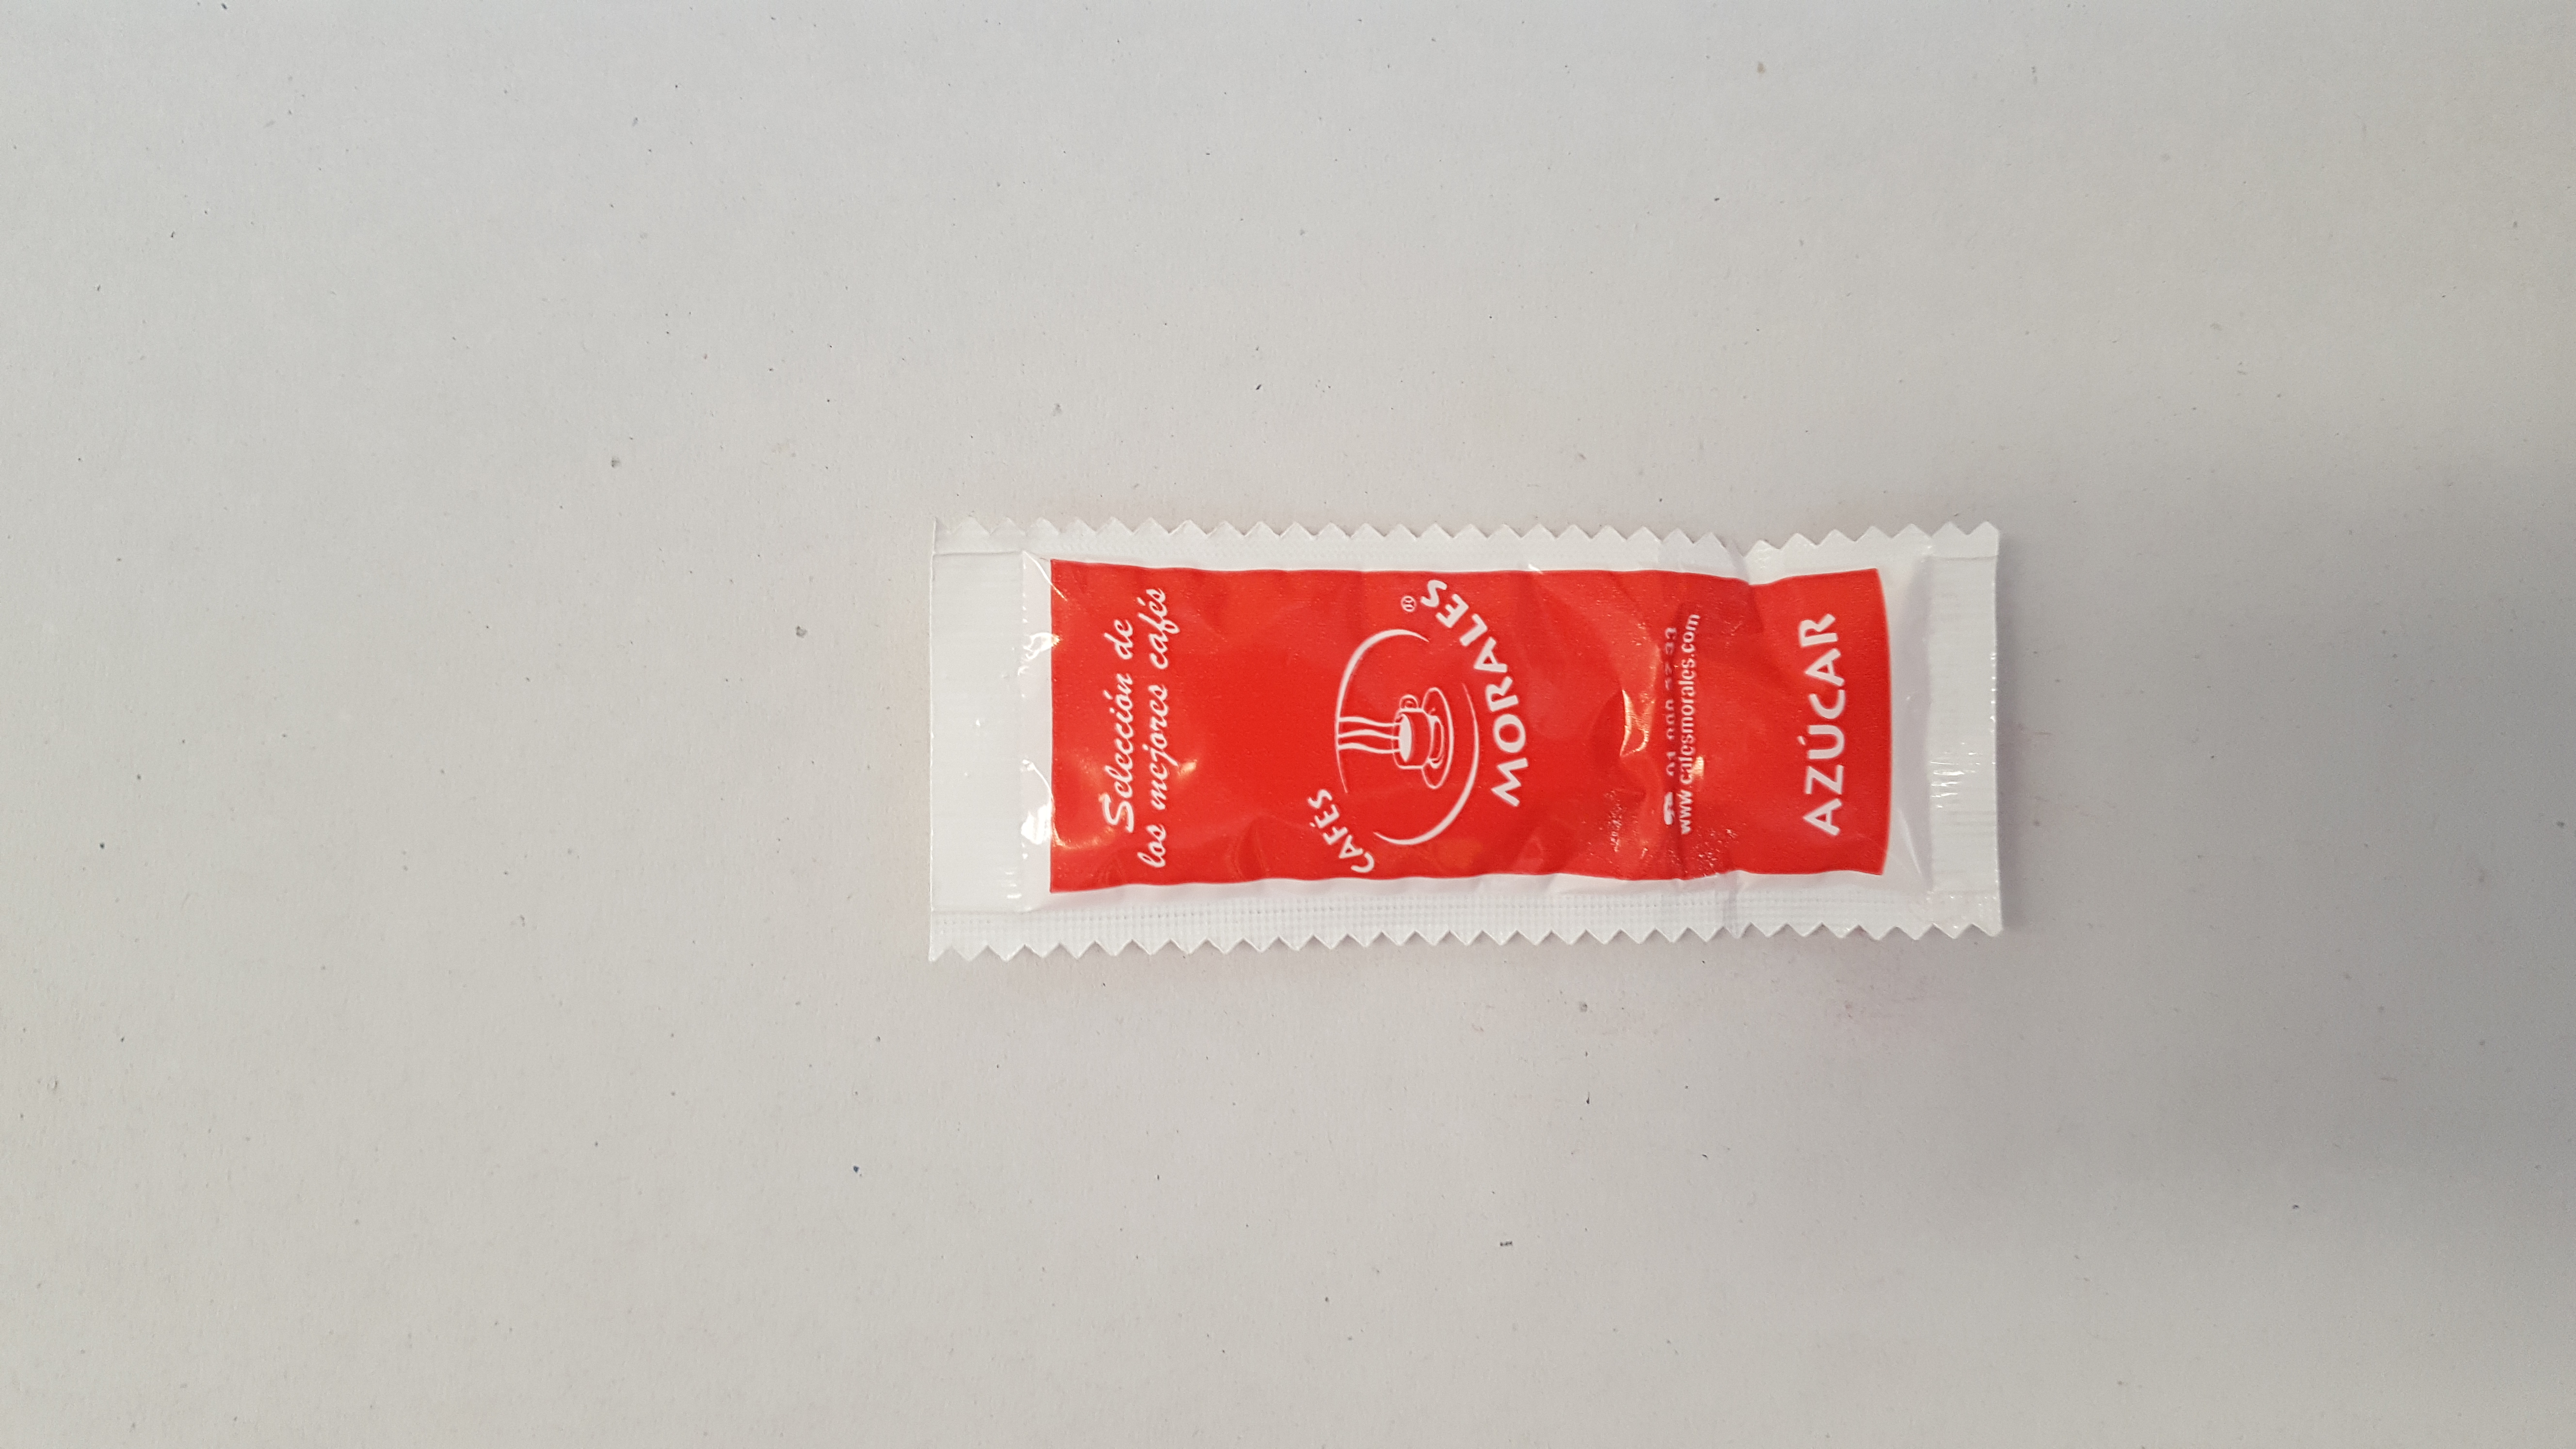 Selección de
los mejores cafés
CAFÉS
MORALES®
www.cafesmorales.com
AZÚCAR